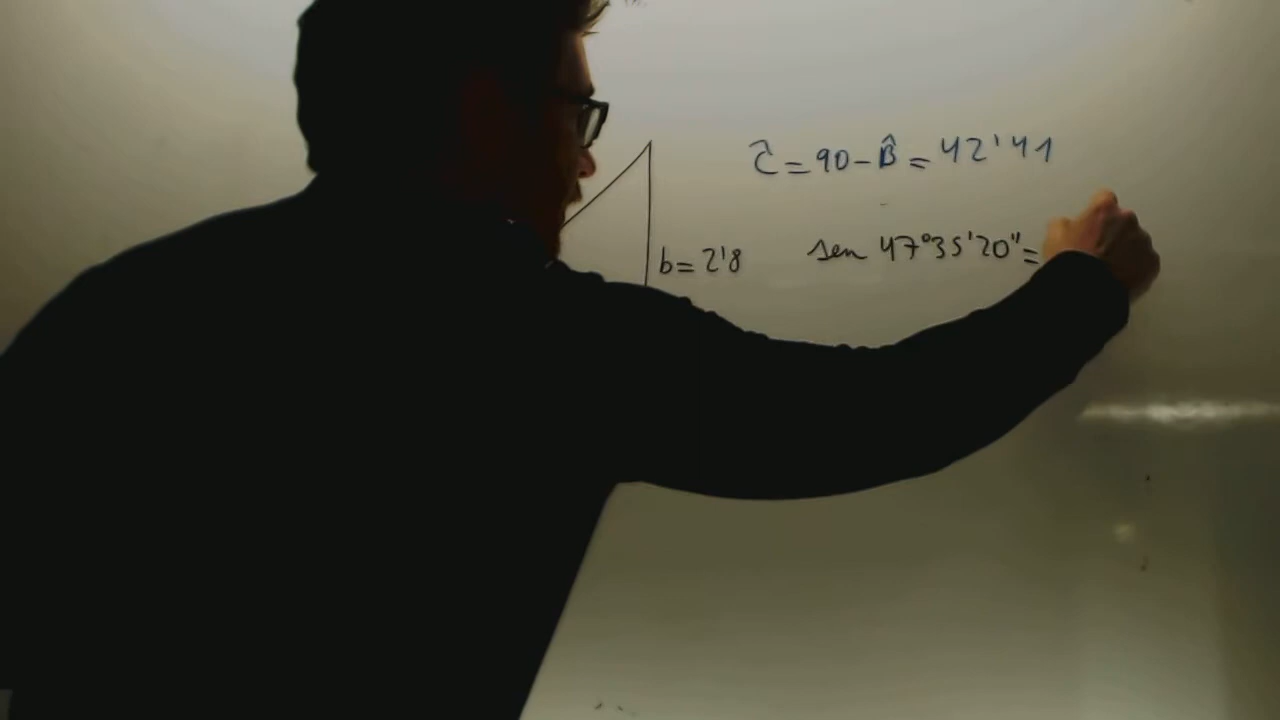 Ĉ = 90 - B̂ = 42'41
b = 2'8
sen 47°35'20" =